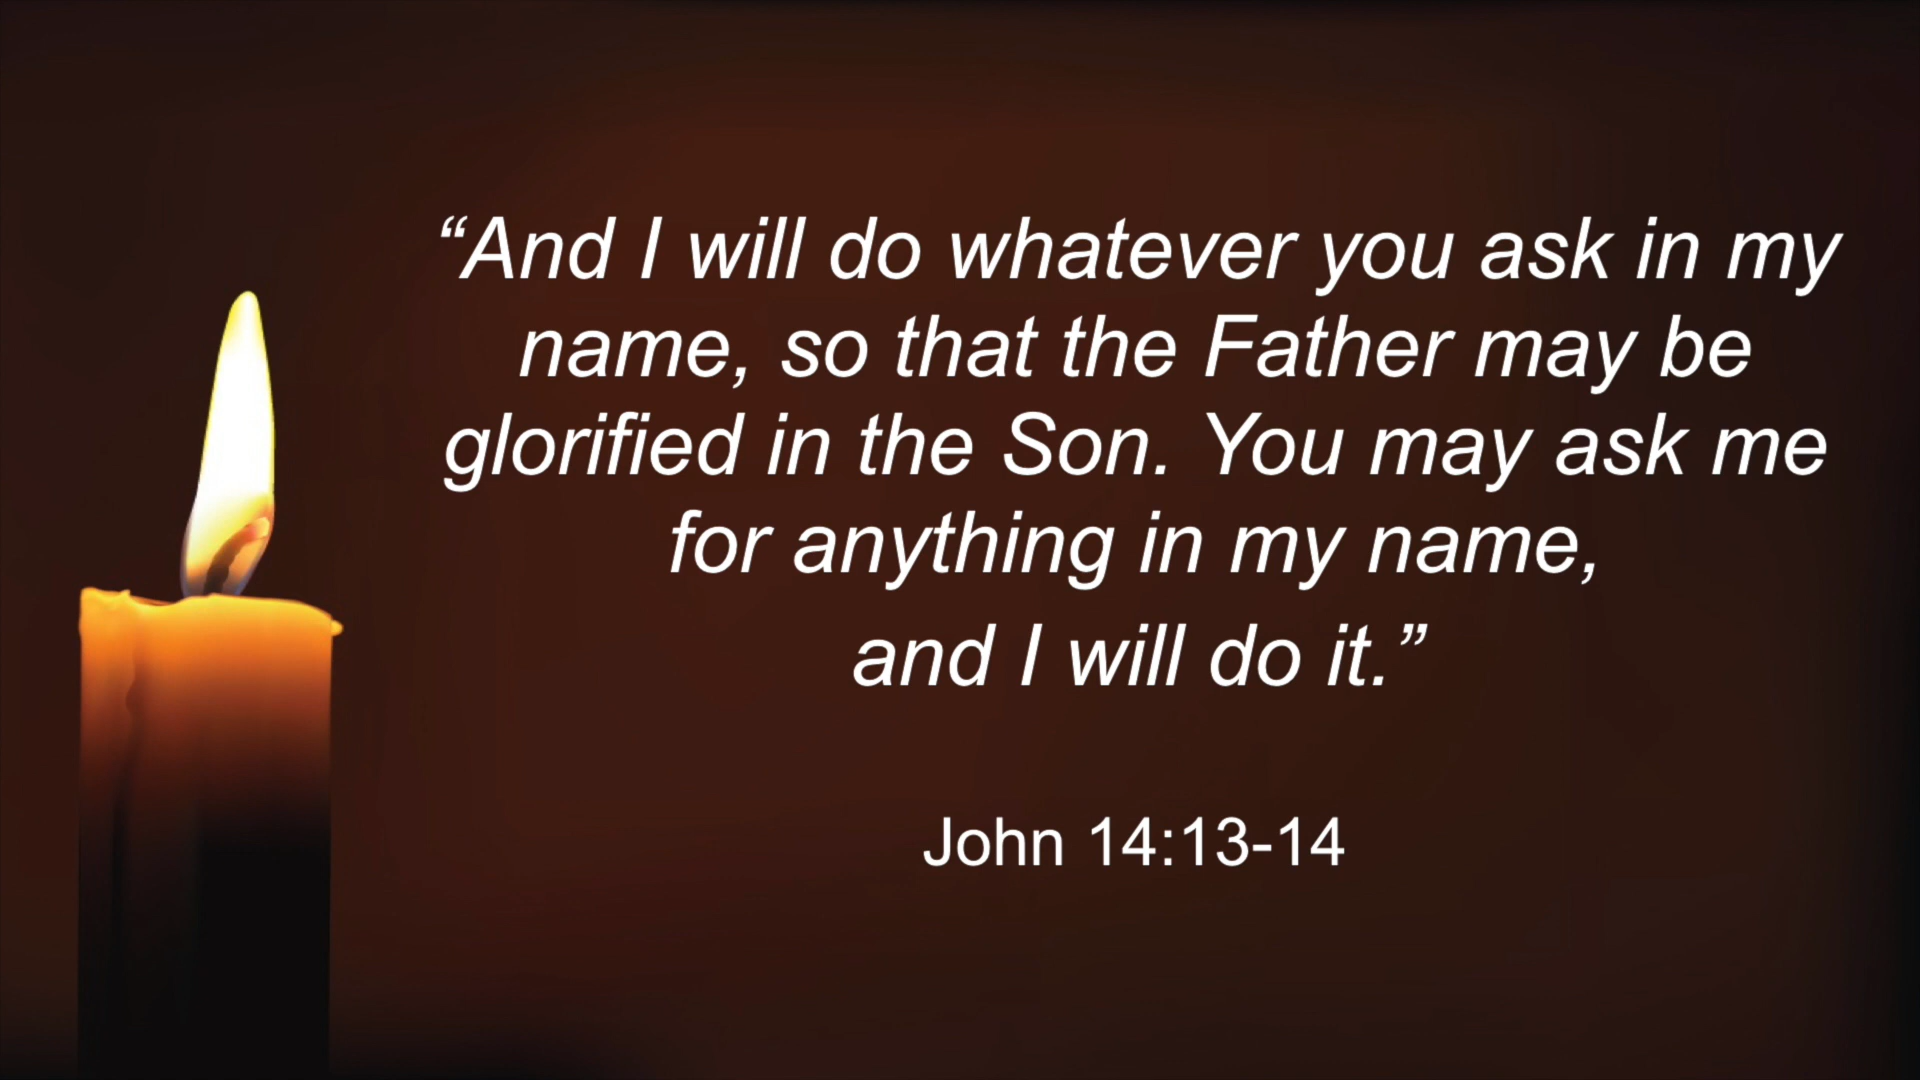 “And I will do whatever you ask in my
name, so that the Father may be
glorified in the Son. You may ask me
for anything in my name,
and I will do it.”
John 14:13-14